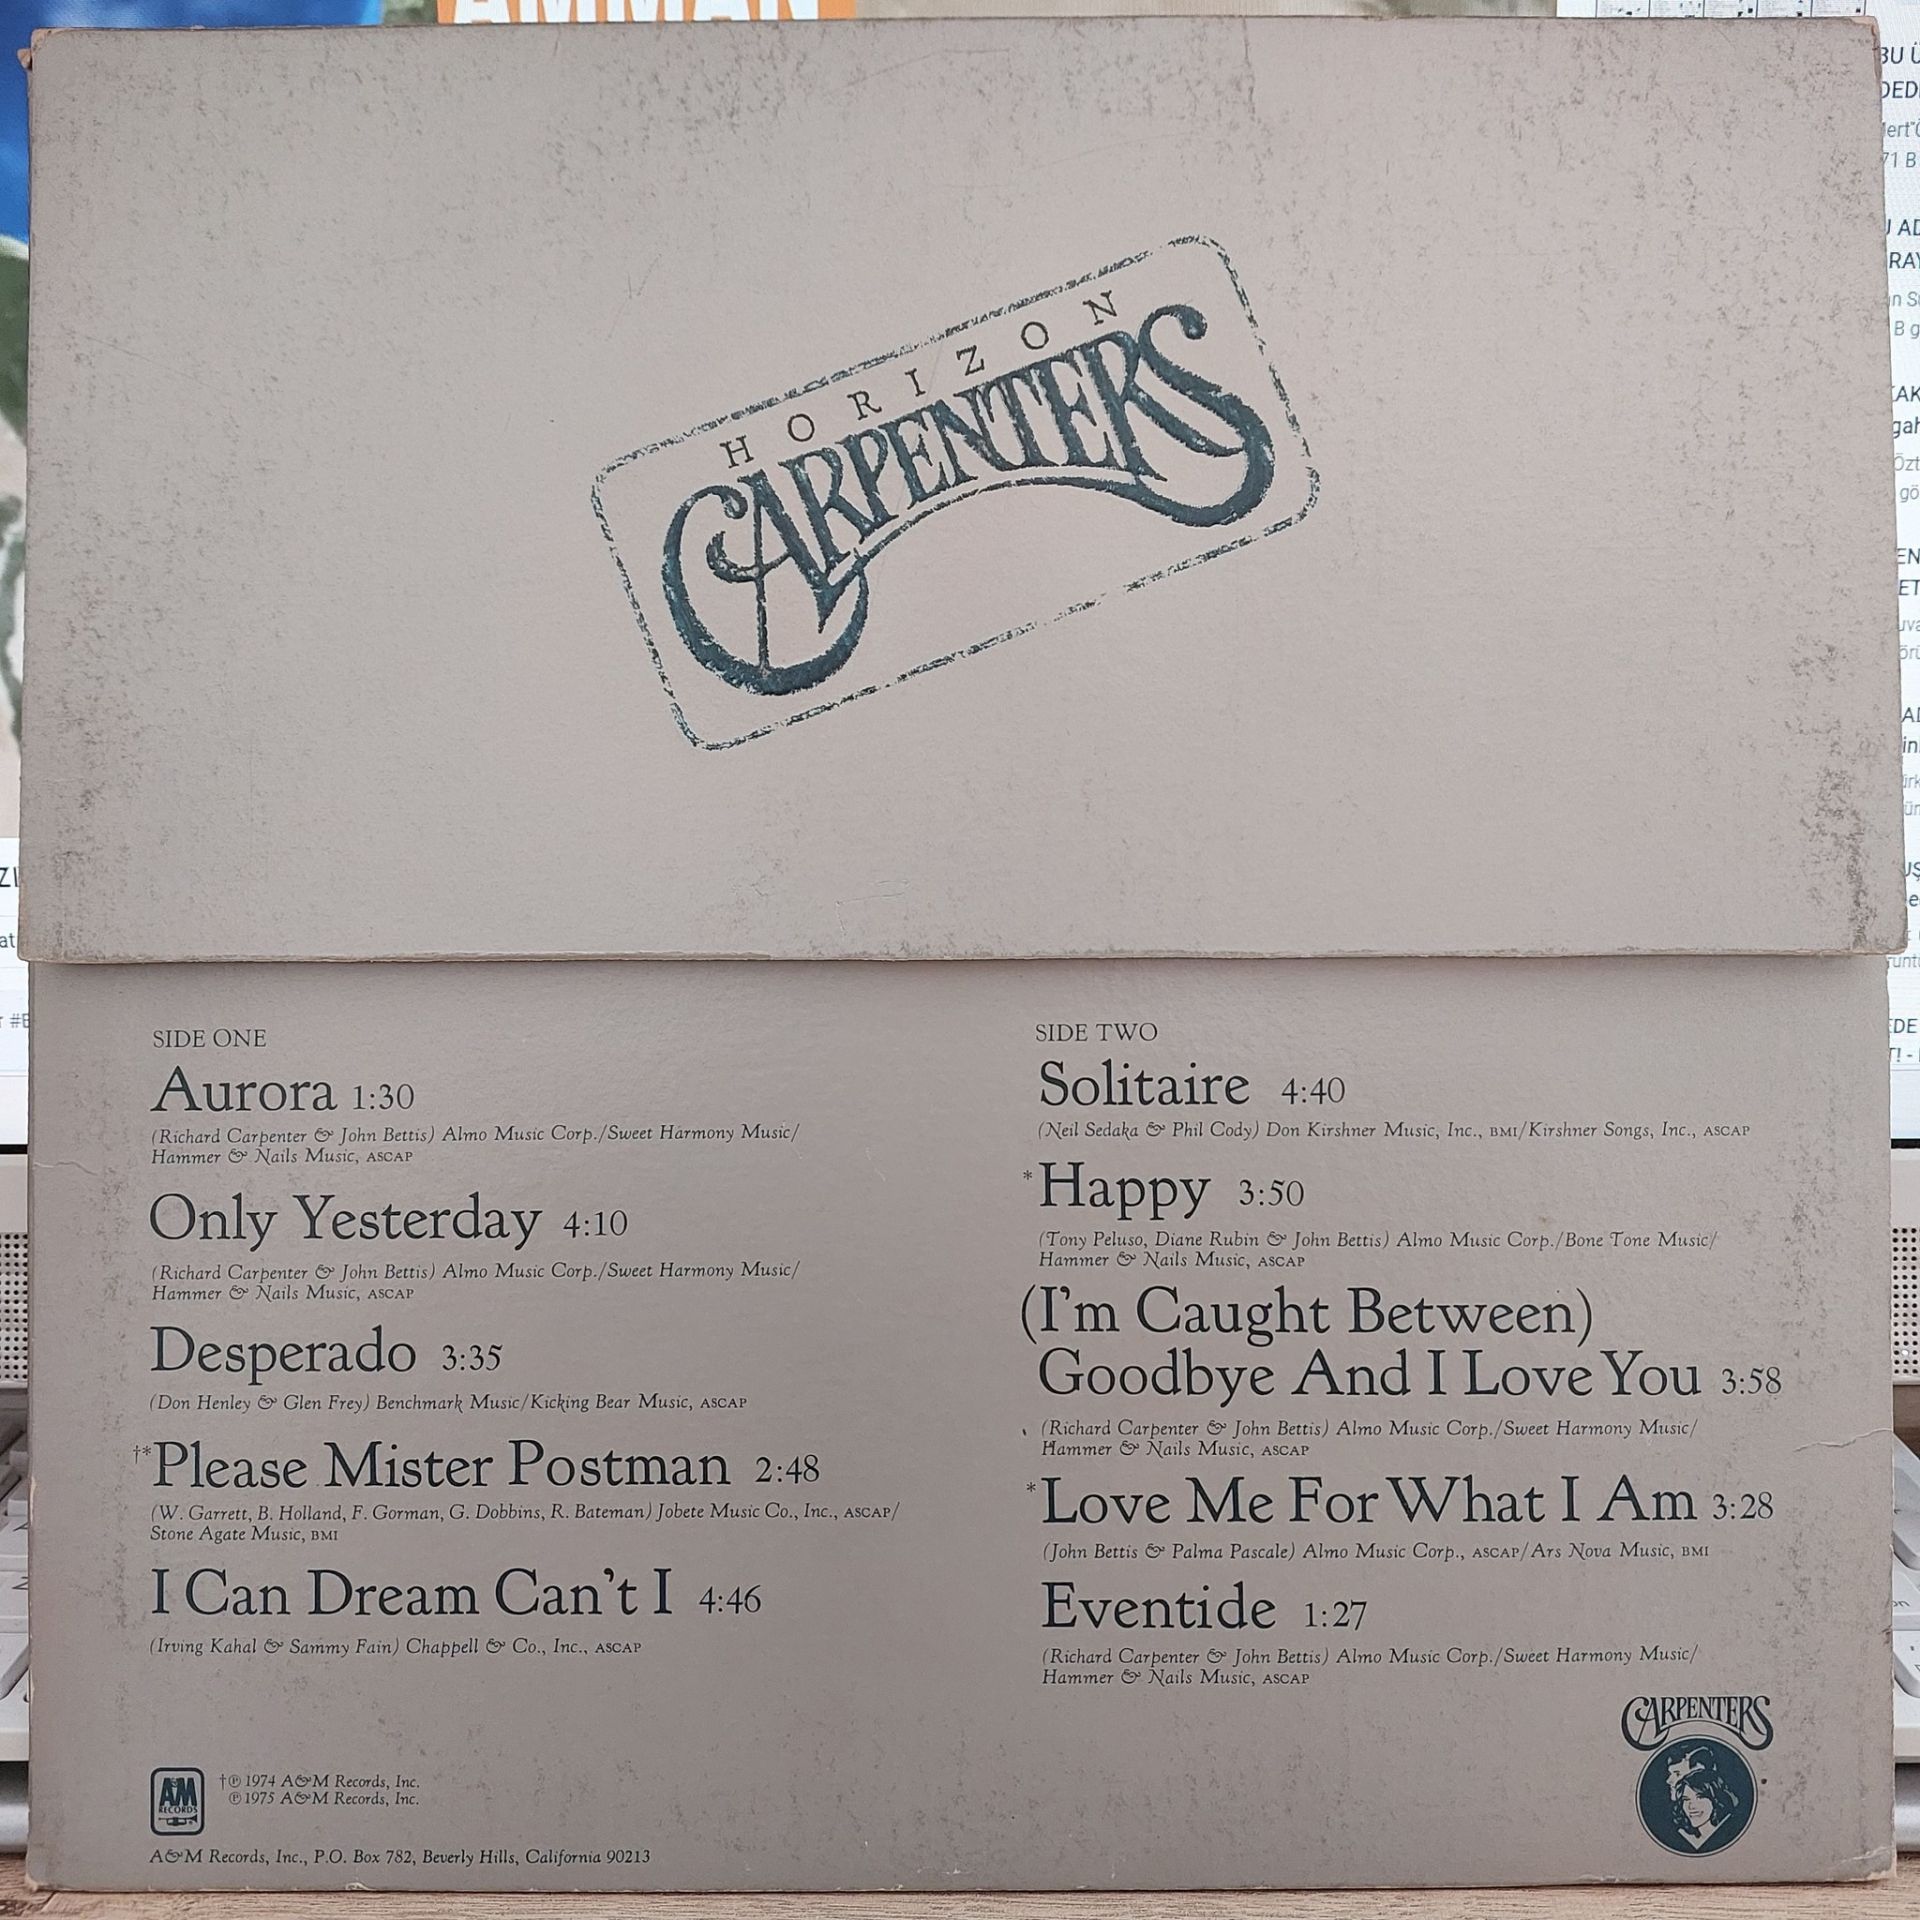 AMMAN
HORIZON
CARPENTERS
SIDE ONE
Aurora 1:30
(Richard Carpenter & John Bettis) Almo Music Corp./Sweet Harmony Music/
Hammer & Nails Music, ASCAP
Only Yesterday 4:10
(Richard Carpenter & John Bettis) Almo Music Corp./Sweet Harmony Music/
Hammer & Nails Music, ASCAP
Desperado 3:35
(Don Henley & Glen Frey) Benchmark Music/Kicking Bear Music, ASCAP
†*Please Mister Postman 2:48
(W. Garrett, B. Holland, F. Gorman, G. Dobbins, R. Bateman) Jobete Music Co., Inc., ASCAP/
Stone Agate Music, BMI
I Can Dream Can't I 4:46
(Irving Kahal & Sammy Fain) Chappell & Co., Inc., ASCAP
SIDE TWO
Solitaire 4:40
(Neil Sedaka & Phil Cody) Don Kirshner Music, Inc., BMI/Kirshner Songs, Inc., ASCAP
*Happy 3:50
(Tony Peluso, Diane Rubin & John Bettis) Almo Music Corp./Bone Tone Music/
Hammer & Nails Music, ASCAP
(I'm Caught Between)
Goodbye And I Love You 3:58
(Richard Carpenter & John Bettis) Almo Music Corp./Sweet Harmony Music/
Hammer & Nails Music, ASCAP
*Love Me For What I Am 3:28
(John Bettis & Palma Pascale) Almo Music Corp., ASCAP/Ars Nova Music, BMI
Eventide 1:27
(Richard Carpenter & John Bettis) Almo Music Corp./Sweet Harmony Music/
Hammer & Nails Music, ASCAP
CARPENTERS
AM
RECORDS
†℗ 1974 A&M Records, Inc.
℗ 1975 A&M Records, Inc.
A&M Records, Inc., P.O. Box 782, Beverly Hills, California 90213